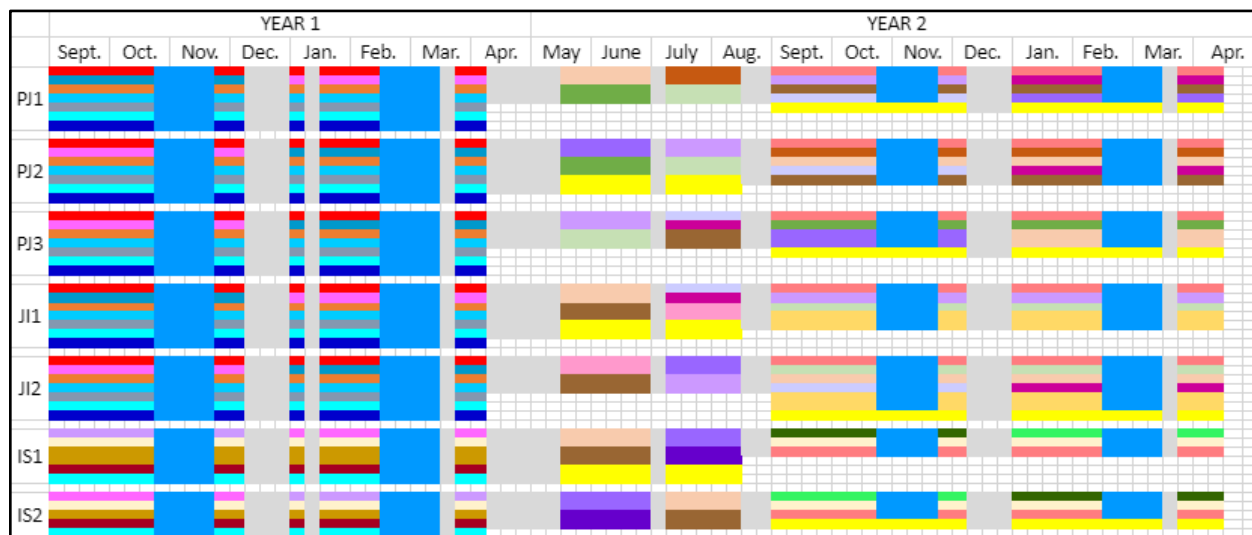 YEAR 1 YEAR 2
Sept. Oct. Nov. Dec. Jan. Feb. Mar. Apr. May June July Aug. Sept. Oct. Nov. Dec. Jan. Feb. Mar. Apr.
PJ1
PJ2
PJ3
JI1
JI2
IS1
IS2